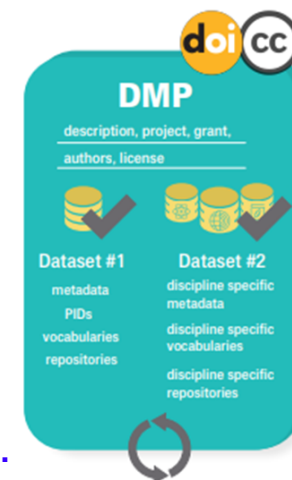 doi cc
DMP
description, project, grant,
authors, license
Dataset #1
metadata
PIDs
vocabularies
repositories
Dataset #2
discipline specific
metadata
discipline specific
vocabularies
discipline specific
repositories
.